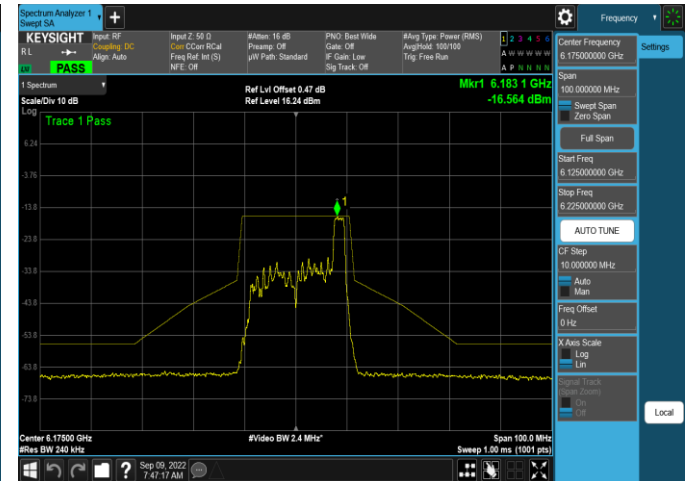 Spectrum Analyzer 1
Swept SA
+
Frequency
KEYSIGHT
RL
LW
PASS
Input: RF
Coupling: DC
Align: Auto
Input Z: 50 Ω
Corr CCorr RCal
Freq Ref: Int (S)
NFE: Off
#Atten: 16 dB
Preamp: Off
µW Path: Standard
PNO: Best Wide
Gate: Off
IF Gain: Low
Sig Track: Off
#Avg Type: Power (RMS)
Avg|Hold: 100/100
Trig: Free Run
1 2 3 4 5 6
A W W W W W
A P N N N N
1 Spectrum
Scale/Div 10 dB
Log
Ref Lvl Offset 0.47 dB
Ref Level 16.24 dBm
Mkr1 6.183 1 GHz
-16.564 dBm
Trace 1 Pass
6.24
-3.76
-13.8
-23.8
-33.8
-43.8
-53.8
-63.8
-73.8
1
Center 6.17500 GHz
#Res BW 240 kHz
#Video BW 2.4 MHz*
Span 100.0 MHz
Sweep 1.00 ms (1001 pts)
Center Frequency
6.175000000 GHz
Span
100.000000 MHz
Swept Span
Zero Span
Full Span
Start Freq
6.125000000 GHz
Stop Freq
6.225000000 GHz
AUTO TUNE
CF Step
10.000000 MHz
Auto
Man
Freq Offset
0 Hz
X Axis Scale
Log
Lin
Signal Track
(Span Zoom)
On
Off
Settings
Local
?
Sep 09, 2022
7:47:17 AM